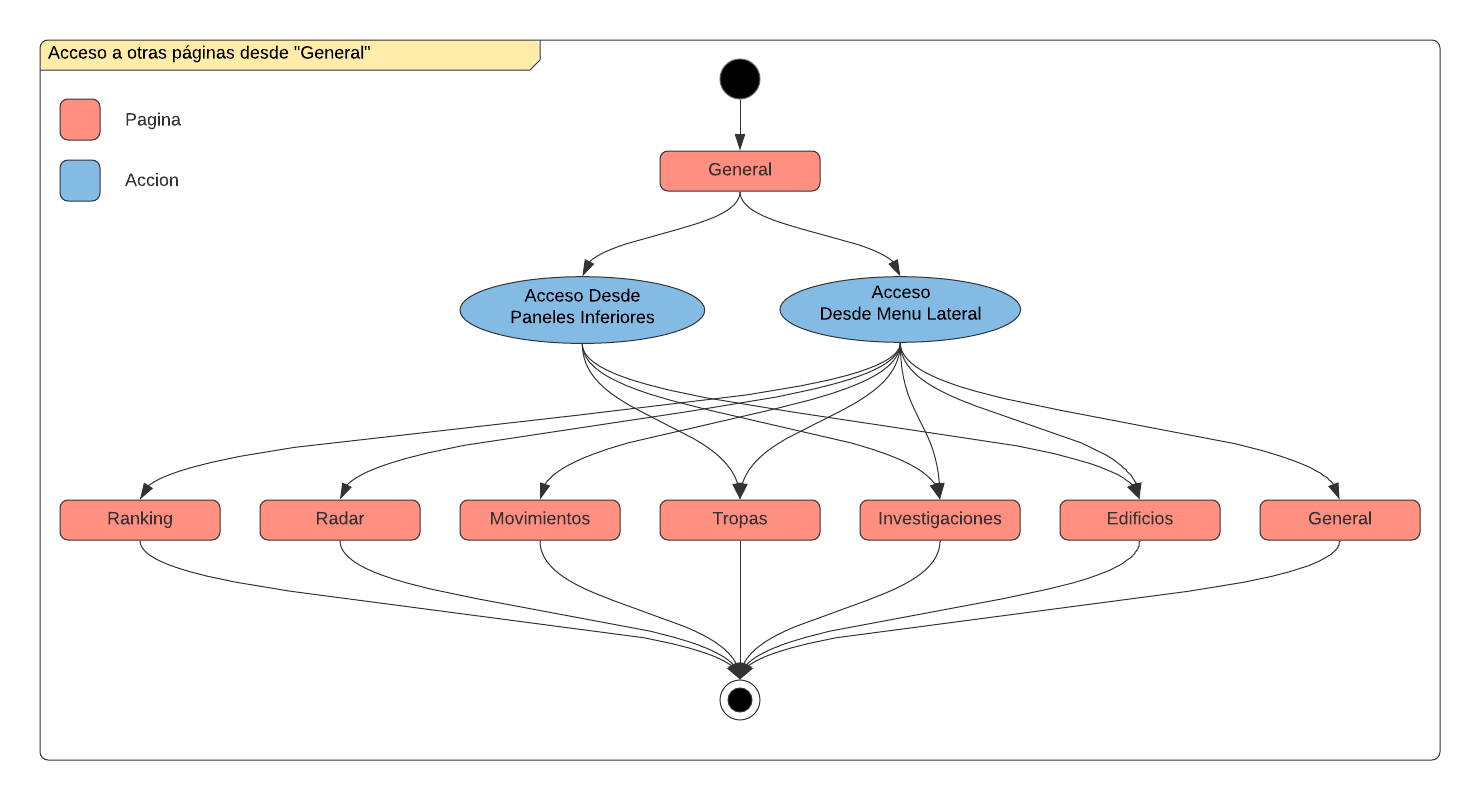 Acceso a otras páginas desde "General"
Pagina
Accion
General
Acceso Desde
Paneles Inferiores
Acceso
Desde Menu Lateral
Ranking
Radar
Movimientos
Tropas
Investigaciones
Edificios
General